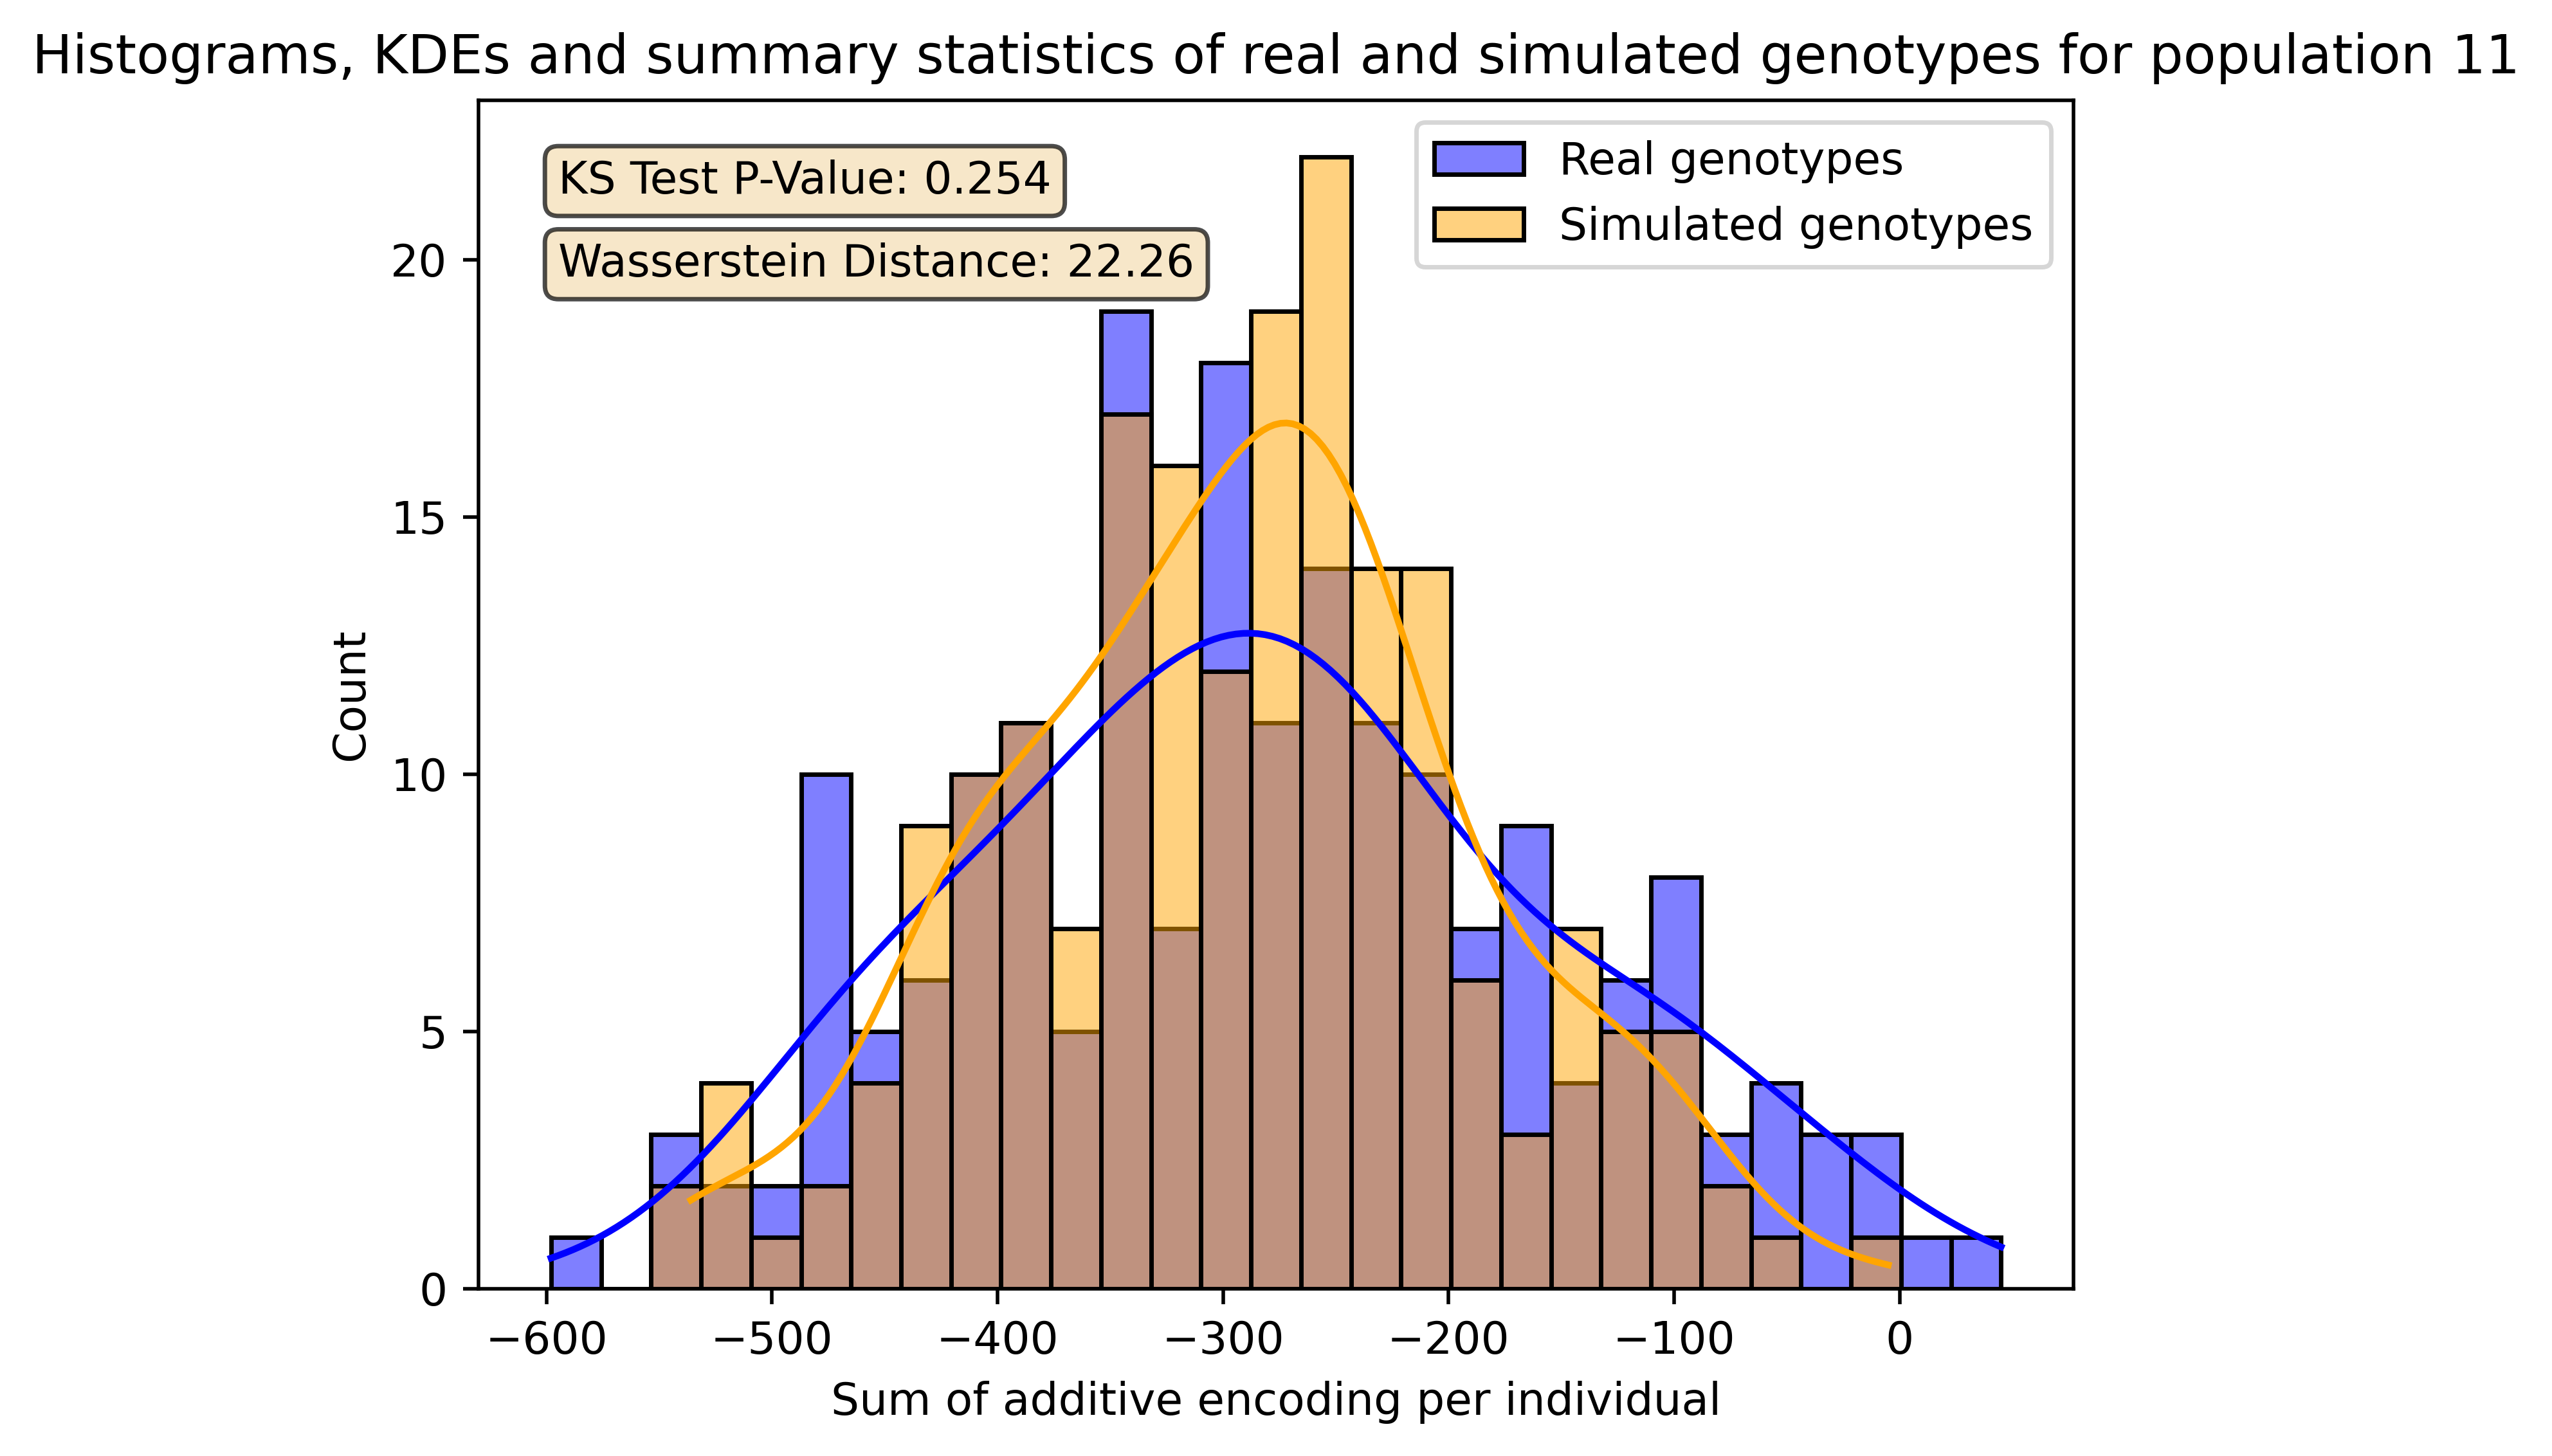 Histograms, KDEs and summary statistics of real and simulated genotypes for population 11
KS Test P-Value: 0.254
Wasserstein Distance: 22.26
Real genotypes
Simulated genotypes
20
15
10
5
0
Count
−600 −500 −400 −300 −200 −100 0
Sum of additive encoding per individual